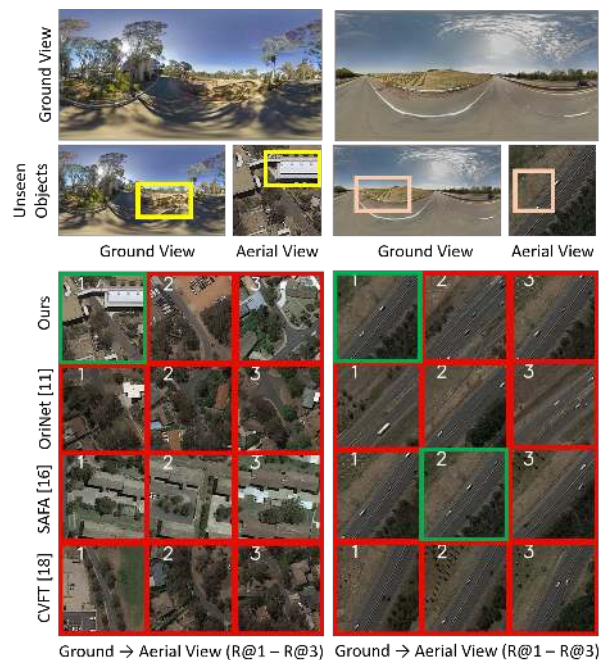 Ground View
Unseen Objects
Ground View
Aerial View
Ground View
Aerial View
Ours
1
2
3
1
2
3
OriNet [11]
1
2
3
1
2
3
SAFA [16]
1
2
3
1
2
3
CVFT [18]
1
2
3
1
2
3
Ground → Aerial View (R@1 – R@3)
Ground → Aerial View (R@1 – R@3)